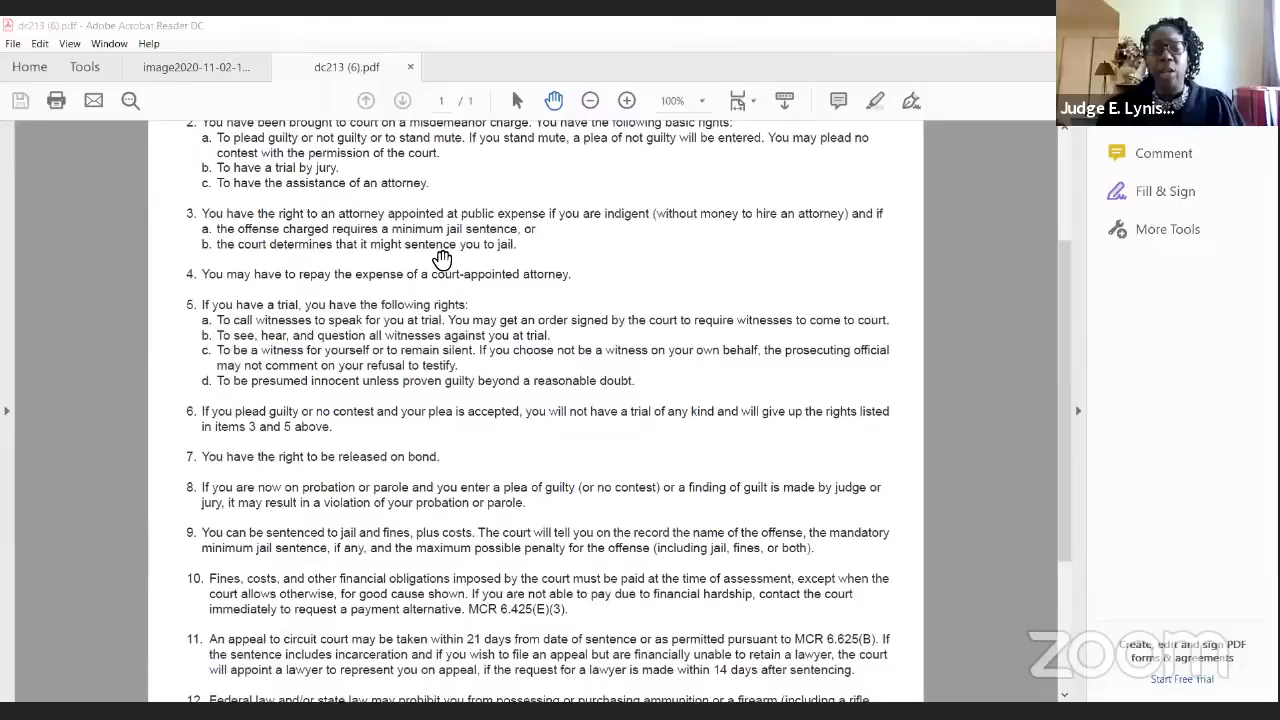 dc213 (6).pdf - Adobe Acrobat Reader DC
File Edit View Window Help
Home Tools image2020-11-02-1... dc213 (6).pdf ×
1 / 1 100%
Judge E. Lynis...
2. You have been brought to court on a misdemeanor charge. You have the following basic rights:
a. To plead guilty or not guilty or to stand mute. If you stand mute, a plea of not guilty will be entered. You may plead no
contest with the permission of the court.
b. To have a trial by jury.
c. To have the assistance of an attorney.
3. You have the right to an attorney appointed at public expense if you are indigent (without money to hire an attorney) and if
a. the offense charged requires a minimum jail sentence, or
b. the court determines that it might sentence you to jail.
4. You may have to repay the expense of a court-appointed attorney.
5. If you have a trial, you have the following rights:
a. To call witnesses to speak for you at trial. You may get an order signed by the court to require witnesses to come to court.
b. To see, hear, and question all witnesses against you at trial.
c. To be a witness for yourself or to remain silent. If you choose not be a witness on your own behalf, the prosecuting official
may not comment on your refusal to testify.
d. To be presumed innocent unless proven guilty beyond a reasonable doubt.
6. If you plead guilty or no contest and your plea is accepted, you will not have a trial of any kind and will give up the rights listed
in items 3 and 5 above.
7. You have the right to be released on bond.
8. If you are now on probation or parole and you enter a plea of guilty (or no contest) or a finding of guilt is made by judge or
jury, it may result in a violation of your probation or parole.
9. You can be sentenced to jail and fines, plus costs. The court will tell you on the record the name of the offense, the mandatory
minimum jail sentence, if any, and the maximum possible penalty for the offense (including jail, fines, or both).
10. Fines, costs, and other financial obligations imposed by the court must be paid at the time of assessment, except when the
court allows otherwise, for good cause shown. If you are not able to pay due to financial hardship, contact the court
immediately to request a payment alternative. MCR 6.425(E)(3).
11. An appeal to circuit court may be taken within 21 days from date of sentence or as permitted pursuant to MCR 6.625(B). If
the sentence includes incarceration and if you wish to file an appeal but are financially unable to retain a lawyer, the court
will appoint a lawyer to represent you on appeal, if the request for a lawyer is made within 14 days after sentencing.
12. Federal law and/or state law may prohibit you from possessing or purchasing ammunition or a firearm (including a rifle,
Comment
Fill & Sign
More Tools
Create, edit and sign PDF
forms & agreements
Start Free Trial
zoom